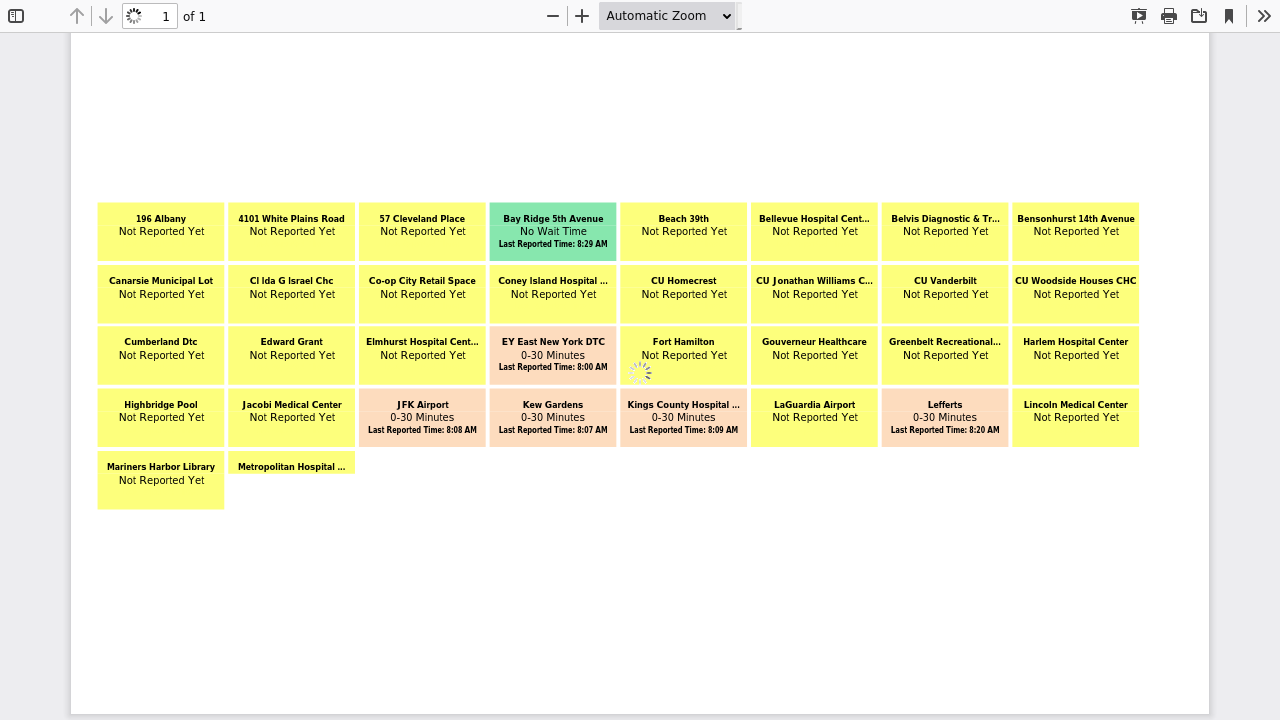 1 of 1 Automatic Zoom
196 Albany
Not Reported Yet
4101 White Plains Road
Not Reported Yet
57 Cleveland Place
Not Reported Yet
Bay Ridge 5th Avenue
No Wait Time
Last Reported Time: 8:29 AM
Beach 39th
Not Reported Yet
Bellevue Hospital Cent...
Not Reported Yet
Belvis Diagnostic & Tr...
Not Reported Yet
Bensonhurst 14th Avenue
Not Reported Yet
Canarsie Municipal Lot
Not Reported Yet
CI Ida G Israel Chc
Not Reported Yet
Co-op City Retail Space
Not Reported Yet
Coney Island Hospital ...
Not Reported Yet
CU Homecrest
Not Reported Yet
CU Jonathan Williams C...
Not Reported Yet
CU Vanderbilt
Not Reported Yet
CU Woodside Houses CHC
Not Reported Yet
Cumberland Dtc
Not Reported Yet
Edward Grant
Not Reported Yet
Elmhurst Hospital Cent...
Not Reported Yet
EY East New York DTC
0-30 Minutes
Last Reported Time: 8:00 AM
Fort Hamilton
Not Reported Yet
Gouverneur Healthcare
Not Reported Yet
Greenbelt Recreational...
Not Reported Yet
Harlem Hospital Center
Not Reported Yet
Highbridge Pool
Not Reported Yet
Jacobi Medical Center
Not Reported Yet
JFK Airport
0-30 Minutes
Last Reported Time: 8:08 AM
Kew Gardens
0-30 Minutes
Last Reported Time: 8:07 AM
Kings County Hospital ...
0-30 Minutes
Last Reported Time: 8:09 AM
LaGuardia Airport
Not Reported Yet
Lefferts
0-30 Minutes
Last Reported Time: 8:20 AM
Lincoln Medical Center
Not Reported Yet
Mariners Harbor Library
Not Reported Yet
Metropolitan Hospital ...